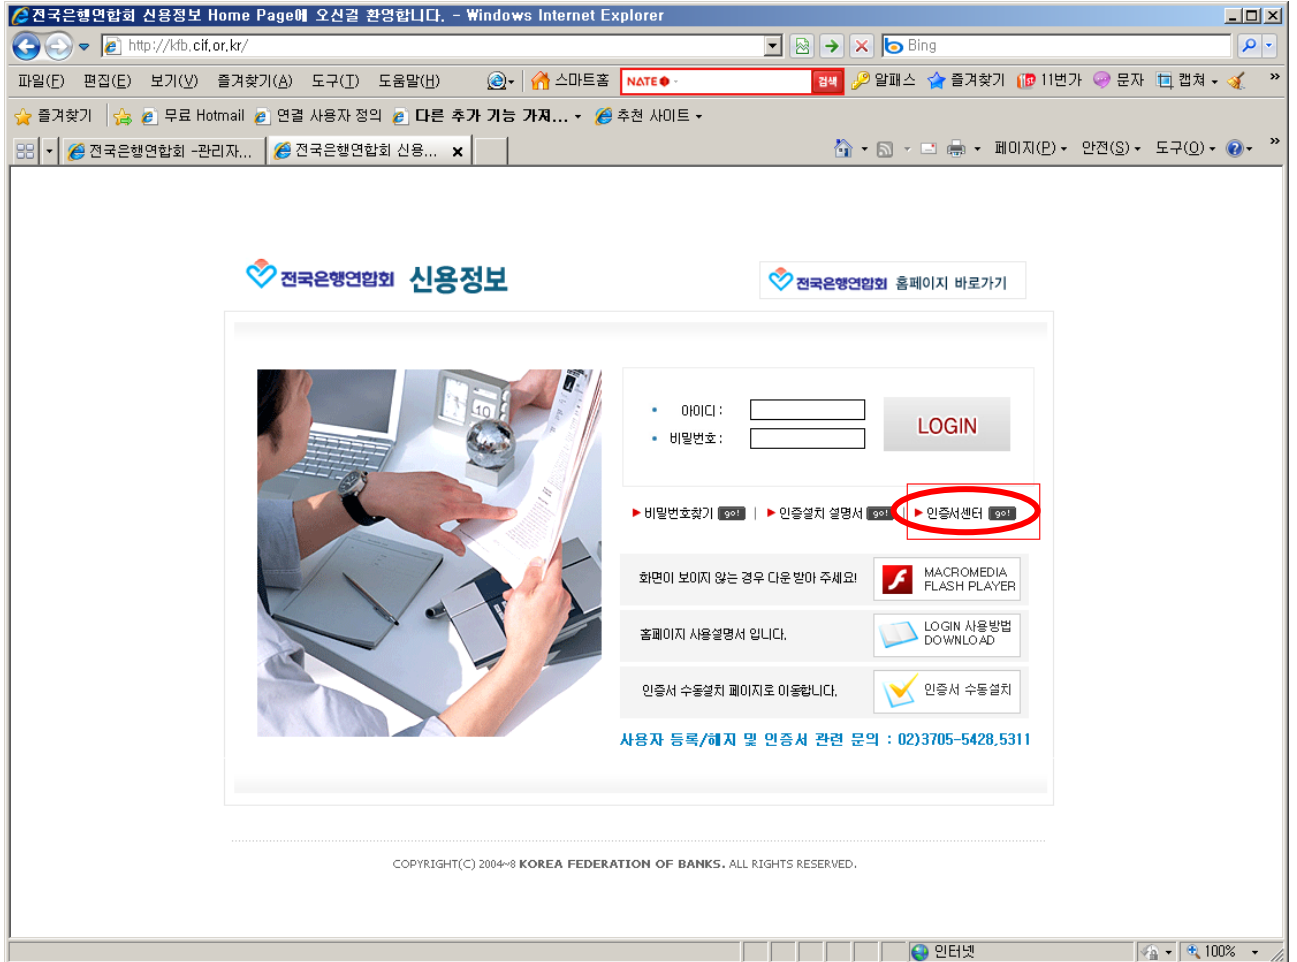 전국은행연합회 신용정보 Home Page에 오신걸 환영합니다. - Windows Internet Explorer
http://kfb.cif.or.kr/
Bing
파일(F) 편집(E) 보기(V) 즐겨찾기(A) 도구(T) 도움말(H)
스마트홈 NATE 검색 알패스 즐겨찾기 11번가 문자 캡쳐
즐겨찾기 무료 Hotmail 연결 사용자 정의 다른 추가 기능 가져... 추천 사이트
전국은행연합회 -관리자... 전국은행연합회 신용...
페이지(P) 안전(S) 도구(O)
전국은행연합회 신용정보
전국은행연합회 홈페이지 바로가기
10
아이디 :
비밀번호 :
LOGIN
비밀번호찾기 go! | 인증설치 설명서 go! | 인증서센터 go!
화면이 보이지 않는 경우 다운 받아 주세요!
MACROMEDIA
FLASH PLAYER
홈페이지 사용설명서 입니다.
LOGIN 사용방법
DOWNLOAD
인증서 수동설치 페이지로 이동합니다.
인증서 수동설치
사용자 등록/해지 및 인증서 관련 문의 : 02)3705-5428,5311
COPYRIGHT(C) 2004~8 KOREA FEDERATION OF BANKS. ALL RIGHTS RESERVED.
인터넷
100%